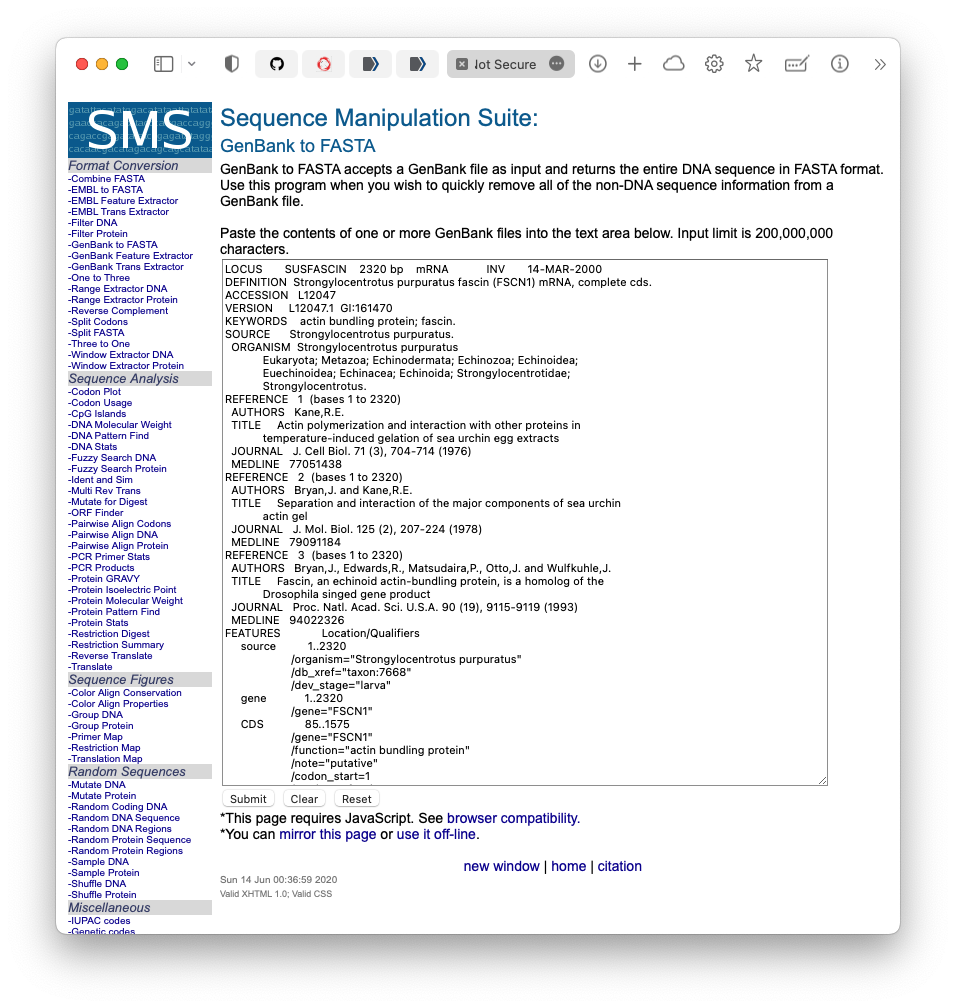 Not Secure
SMS
Format Conversion
-Combine FASTA
-EMBL to FASTA
-EMBL Feature Extractor
-EMBL Trans Extractor
-Filter DNA
-Filter Protein
-GenBank to FASTA
-GenBank Feature Extractor
-GenBank Trans Extractor
-One to Three
-Range Extractor DNA
-Range Extractor Protein
-Reverse Complement
-Split Codons
-Split FASTA
-Three to One
-Window Extractor DNA
-Window Extractor Protein
Sequence Analysis
-Codon Plot
-Codon Usage
-CpG Islands
-DNA Molecular Weight
-DNA Pattern Find
-DNA Stats
-Fuzzy Search DNA
-Fuzzy Search Protein
-Ident and Sim
-Multi Rev Trans
-Mutate for Digest
-ORF Finder
-Pairwise Align Codons
-Pairwise Align DNA
-Pairwise Align Protein
-PCR Primer Stats
-PCR Products
-Protein GRAVY
-Protein Isoelectric Point
-Protein Molecular Weight
-Protein Pattern Find
-Protein Stats
-Restriction Digest
-Restriction Summary
-Reverse Translate
-Translate
Sequence Figures
-Color Align Conservation
-Color Align Properties
-Group DNA
-Group Protein
-Primer Map
-Restriction Map
-Translation Map
Random Sequences
-Mutate DNA
-Mutate Protein
-Random Coding DNA
-Random DNA Sequence
-Random DNA Regions
-Random Protein Sequence
-Random Protein Regions
-Sample DNA
-Sample Protein
-Shuffle DNA
-Shuffle Protein
Miscellaneous
-IUPAC codes
-Genetic codes
Sequence Manipulation Suite:
GenBank to FASTA
GenBank to FASTA accepts a GenBank file as input and returns the entire DNA sequence in FASTA format.
Use this program when you wish to quickly remove all of the non-DNA sequence information from a
GenBank file.
Paste the contents of one or more GenBank files into the text area below. Input limit is 200,000,000
characters.
LOCUS SUSFASCIN 2320 bp mRNA INV 14-MAR-2000
DEFINITION Strongylocentrotus purpuratus fascin (FSCN1) mRNA, complete cds.
ACCESSION L12047
VERSION L12047.1 GI:161470
KEYWORDS actin bundling protein; fascin.
SOURCE Strongylocentrotus purpuratus.
ORGANISM Strongylocentrotus purpuratus
Eukaryota; Metazoa; Echinodermata; Echinozoa; Echinoidea;
Euechinoidea; Echinacea; Echinoida; Strongylocentrotidae;
Strongylocentrotus.
REFERENCE 1 (bases 1 to 2320)
AUTHORS Kane,R.E.
TITLE Actin polymerization and interaction with other proteins in
temperature-induced gelation of sea urchin egg extracts
JOURNAL J. Cell Biol. 71 (3), 704-714 (1976)
MEDLINE 77051438
REFERENCE 2 (bases 1 to 2320)
AUTHORS Bryan,J. and Kane,R.E.
TITLE Separation and interaction of the major components of sea urchin
actin gel
JOURNAL J. Mol. Biol. 125 (2), 207-224 (1978)
MEDLINE 79091184
REFERENCE 3 (bases 1 to 2320)
AUTHORS Bryan,J., Edwards,R., Matsudaira,P., Otto,J. and Wulfkuhle,J.
TITLE Fascin, an echinoid actin-bundling protein, is a homolog of the
Drosophila singed gene product
JOURNAL Proc. Natl. Acad. Sci. U.S.A. 90 (19), 9115-9119 (1993)
MEDLINE 94022326
FEATURES Location/Qualifiers
source 1..2320
/organism="Strongylocentrotus purpuratus"
/db_xref="taxon:7668"
/dev_stage="larva"
gene 1..2320
/gene="FSCN1"
CDS 85..1575
/gene="FSCN1"
/function="actin bundling protein"
/note="putative"
/codon_start=1
Submit Clear Reset
*This page requires JavaScript. See browser compatibility.
*You can mirror this page or use it off-line.
new window | home | citation
Sun 14 Jun 00:36:59 2020
Valid XHTML 1.0; Valid CSS